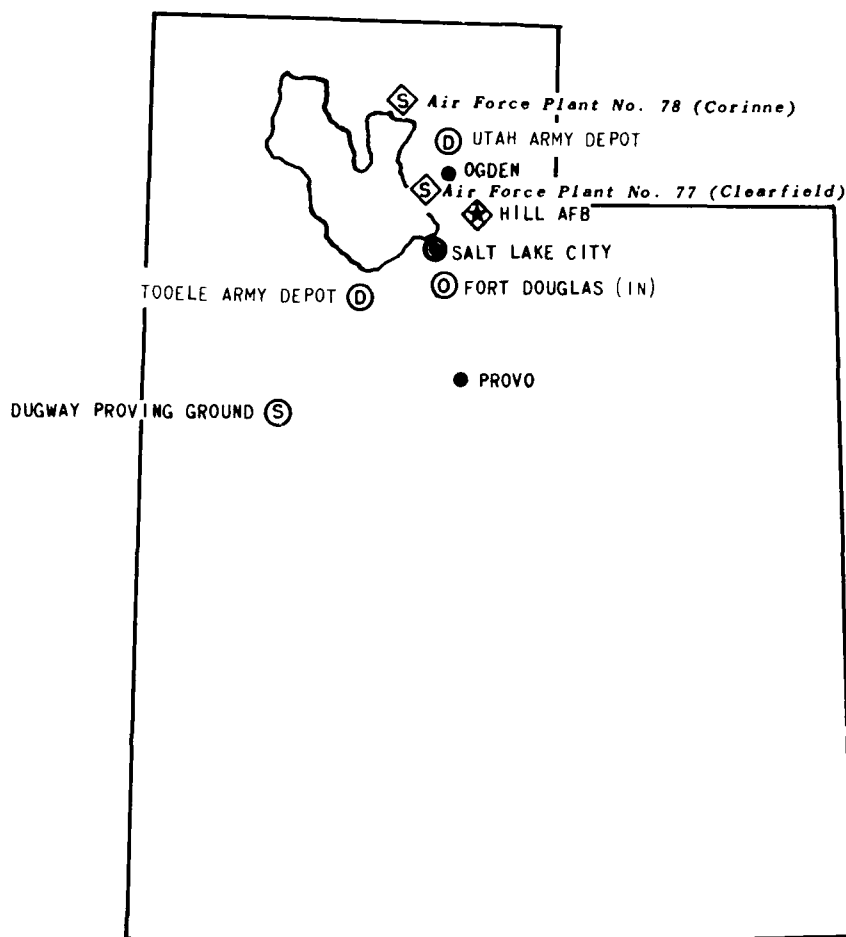 S Air Force Plant No. 78 (Corinne)
D UTAH ARMY DEPOT
OGDEN
S Air Force Plant No. 77 (Clearfield)
HILL AFB
SALT LAKE CITY
TOOELE ARMY DEPOT D
O FORT DOUGLAS (IN)
PROVO
DUGWAY PROVING GROUND S